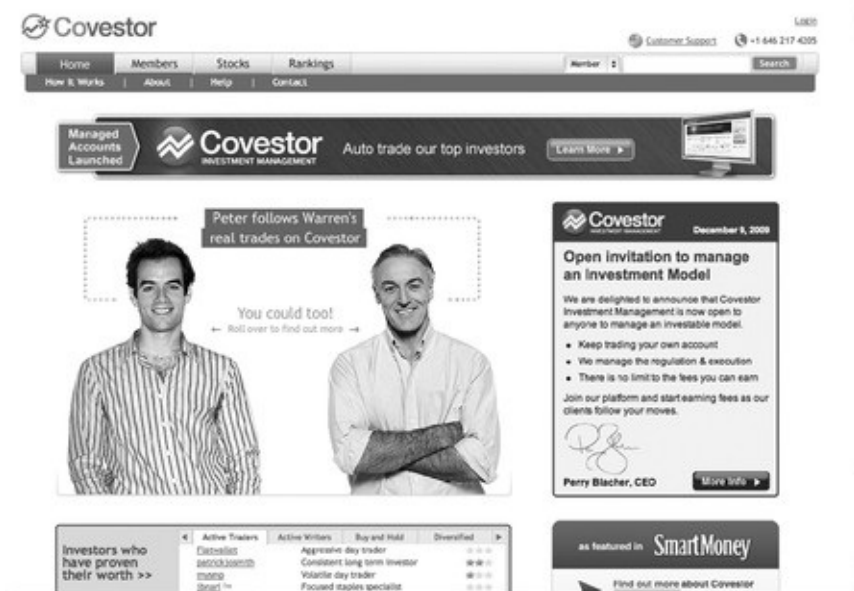 Covestor
Login
Customer Support
+1 646 217 4205
Home Members Stocks Rankings
Member
Search
How It Works | About | Help | Contact
Managed
Accounts
Launched
Covestor
INVESTMENT MANAGEMENT
Auto trade our top investors
Learn More
Peter follows Warren's
real trades on Covestor
You could too!
← Roll over to find out more →
Covestor
INVESTMENT MANAGEMENT
December 9, 2009
Open invitation to manage
an Investment Model
We are delighted to announce that Covestor
Investment Management is now open to
anyone to manage an investable model.
• Keep trading your own account
• We manage the regulation & execution
• There is no limit to the fees you can earn
Join our platform and start earning fees as our
clients follow your moves.
Perry Blacher, CEO
More Info
Investors who
have proven
their worth >>
Active Traders Active Writers Buy and Hold Diversified
Aggressive day trader
patrickjosmith Consistent long term investor
Volatile day trader
Focused staples specialist
as featured in SmartMoney
Find out more about Covestor